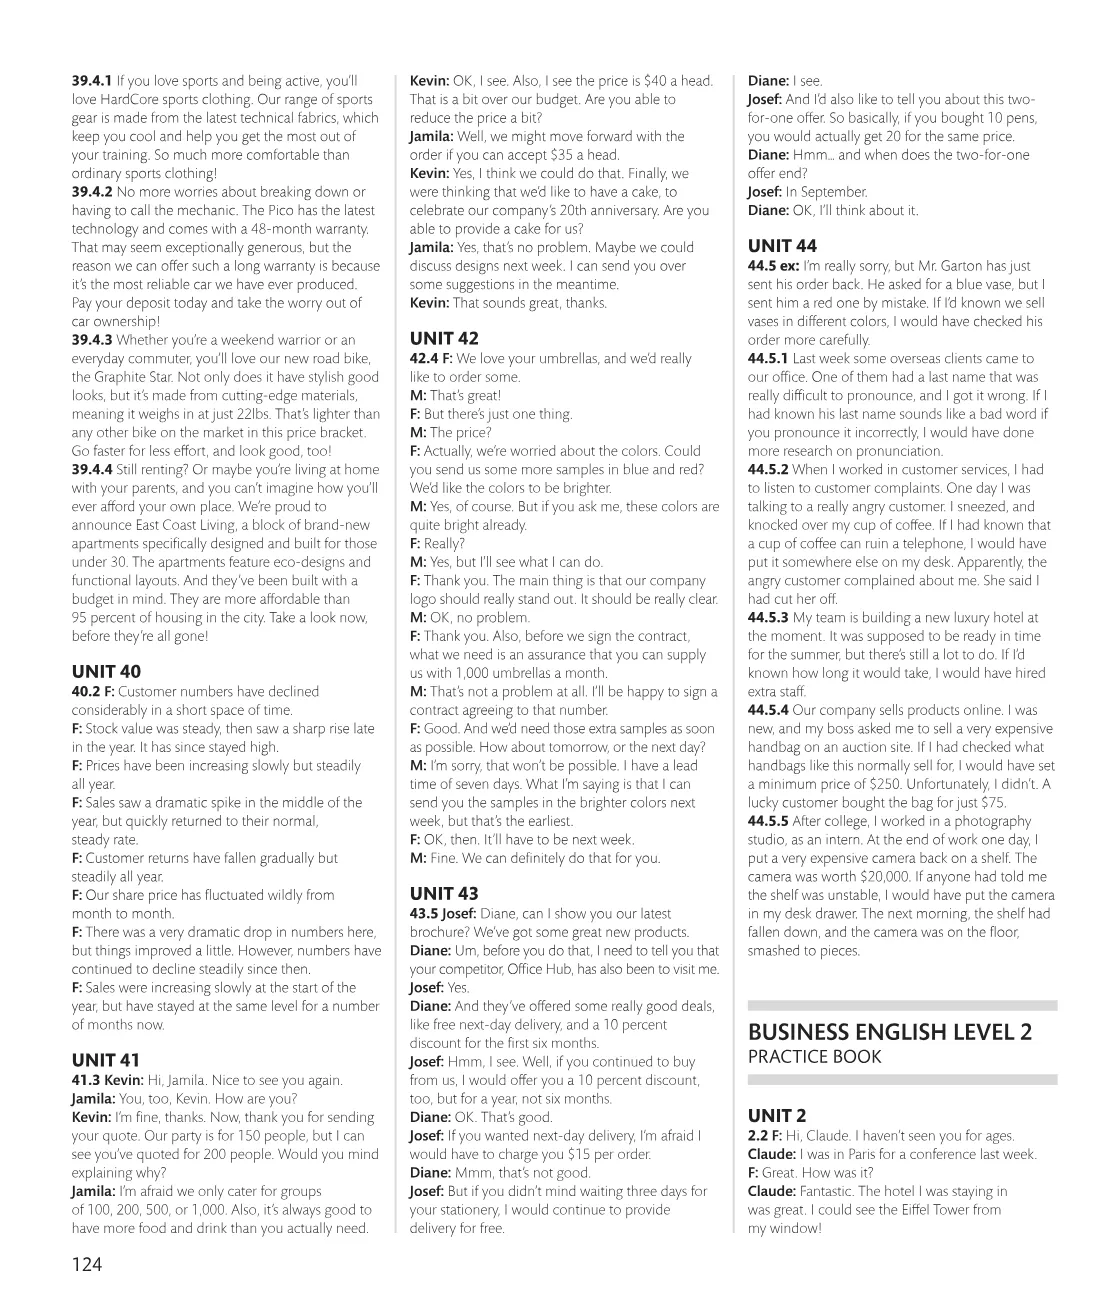 39.4.1 If you love sports and being active, you’ll
love HardCore sports clothing. Our range of sports
gear is made from the latest technical fabrics, which
keep you cool and help you get the most out of
your training. So much more comfortable than
ordinary sports clothing!
39.4.2 No more worries about breaking down or
having to call the mechanic. The Pico has the latest
technology and comes with a 48-month warranty.
That may seem exceptionally generous, but the
reason we can offer such a long warranty is because
it’s the most reliable car we have ever produced.
Pay your deposit today and take the worry out of
car ownership!
39.4.3 Whether you’re a weekend warrior or an
everyday commuter, you’ll love our new road bike,
the Graphite Star. Not only does it have stylish good
looks, but it’s made from cutting-edge materials,
meaning it weighs in at just 22lbs. That’s lighter than
any other bike on the market in this price bracket.
Go faster for less effort, and look good, too!
39.4.4 Still renting? Or maybe you’re living at home
with your parents, and you can’t imagine how you’ll
ever afford your own place. We’re proud to
announce East Coast Living, a block of brand-new
apartments specifically designed and built for those
under 30. The apartments feature eco-designs and
functional layouts. And they’ve been built with a
budget in mind. They are more affordable than
95 percent of housing in the city. Take a look now,
before they’re all gone!
UNIT 40
40.2 F: Customer numbers have declined
considerably in a short space of time.
F: Stock value was steady, then saw a sharp rise late
in the year. It has since stayed high.
F: Prices have been increasing slowly but steadily
all year.
F: Sales saw a dramatic spike in the middle of the
year, but quickly returned to their normal,
steady rate.
F: Customer returns have fallen gradually but
steadily all year.
F: Our share price has fluctuated wildly from
month to month.
F: There was a very dramatic drop in numbers here,
but things improved a little. However, numbers have
continued to decline steadily since then.
F: Sales were increasing slowly at the start of the
year, but have stayed at the same level for a number
of months now.
UNIT 41
41.3 Kevin: Hi, Jamila. Nice to see you again.
Jamila: You, too, Kevin. How are you?
Kevin: I’m fine, thanks. Now, thank you for sending
your quote. Our party is for 150 people, but I can
see you’ve quoted for 200 people. Would you mind
explaining why?
Jamila: I’m afraid we only cater for groups
of 100, 200, 500, or 1,000. Also, it’s always good to
have more food and drink than you actually need.
Kevin: OK, I see. Also, I see the price is $40 a head.
That is a bit over our budget. Are you able to
reduce the price a bit?
Jamila: Well, we might move forward with the
order if you can accept $35 a head.
Kevin: Yes, I think we could do that. Finally, we
were thinking that we’d like to have a cake, to
celebrate our company’s 20th anniversary. Are you
able to provide a cake for us?
Jamila: Yes, that’s no problem. Maybe we could
discuss designs next week. I can send you over
some suggestions in the meantime.
Kevin: That sounds great, thanks.
UNIT 42
42.4 F: We love your umbrellas, and we’d really
like to order some.
M: That’s great!
F: But there’s just one thing.
M: The price?
F: Actually, we’re worried about the colors. Could
you send us some more samples in blue and red?
We’d like the colors to be brighter.
M: Yes, of course. But if you ask me, these colors are
quite bright already.
F: Really?
M: Yes, but I’ll see what I can do.
F: Thank you. The main thing is that our company
logo should really stand out. It should be really clear.
M: OK, no problem.
F: Thank you. Also, before we sign the contract,
what we need is an assurance that you can supply
us with 1,000 umbrellas a month.
M: That’s not a problem at all. I’ll be happy to sign a
contract agreeing to that number.
F: Good. And we’d need those extra samples as soon
as possible. How about tomorrow, or the next day?
M: I’m sorry, that won’t be possible. I have a lead
time of seven days. What I’m saying is that I can
send you the samples in the brighter colors next
week, but that’s the earliest.
F: OK, then. It’ll have to be next week.
M: Fine. We can definitely do that for you.
UNIT 43
43.5 Josef: Diane, can I show you our latest
brochure? We’ve got some great new products.
Diane: Um, before you do that, I need to tell you that
your competitor, Office Hub, has also been to visit me.
Josef: Yes.
Diane: And they’ve offered some really good deals,
like free next-day delivery, and a 10 percent
discount for the first six months.
Josef: Hmm, I see. Well, if you continued to buy
from us, I would offer you a 10 percent discount,
too, but for a year, not six months.
Diane: OK. That’s good.
Josef: If you wanted next-day delivery, I’m afraid I
would have to charge you $15 per order.
Diane: Mmm, that’s not good.
Josef: But if you didn’t mind waiting three days for
your stationery, I would continue to provide
delivery for free.
Diane: I see.
Josef: And I’d also like to tell you about this two-
for-one offer. So basically, if you bought 10 pens,
you would actually get 20 for the same price.
Diane: Hmm... and when does the two-for-one
offer end?
Josef: In September.
Diane: OK, I’ll think about it.
UNIT 44
44.5 ex: I’m really sorry, but Mr. Garton has just
sent his order back. He asked for a blue vase, but I
sent him a red one by mistake. If I’d known we sell
vases in different colors, I would have checked his
order more carefully.
44.5.1 Last week some overseas clients came to
our office. One of them had a last name that was
really difficult to pronounce, and I got it wrong. If I
had known his last name sounds like a bad word if
you pronounce it incorrectly, I would have done
more research on pronunciation.
44.5.2 When I worked in customer services, I had
to listen to customer complaints. One day I was
talking to a really angry customer. I sneezed, and
knocked over my cup of coffee. If I had known that
a cup of coffee can ruin a telephone, I would have
put it somewhere else on my desk. Apparently, the
angry customer complained about me. She said I
had cut her off.
44.5.3 My team is building a new luxury hotel at
the moment. It was supposed to be ready in time
for the summer, but there’s still a lot to do. If I’d
known how long it would take, I would have hired
extra staff.
44.5.4 Our company sells products online. I was
new, and my boss asked me to sell a very expensive
handbag on an auction site. If I had checked what
handbags like this normally sell for, I would have set
a minimum price of $250. Unfortunately, I didn’t. A
lucky customer bought the bag for just $75.
44.5.5 After college, I worked in a photography
studio, as an intern. At the end of work one day, I
put a very expensive camera back on a shelf. The
camera was worth $20,000. If anyone had told me
the shelf was unstable, I would have put the camera
in my desk drawer. The next morning, the shelf had
fallen down, and the camera was on the floor,
smashed to pieces.
BUSINESS ENGLISH LEVEL 2
PRACTICE BOOK
UNIT 2
2.2 F: Hi, Claude. I haven’t seen you for ages.
Claude: I was in Paris for a conference last week.
F: Great. How was it?
Claude: Fantastic. The hotel I was staying in
was great. I could see the Eiffel Tower from
my window!
124